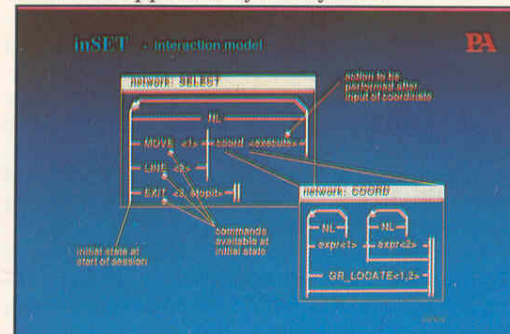 inSET - interaction model
PA
network: SELECT
action to be
performed after
input of coordinate
NL
MOVE <1> coord <execute>
LINE <2>
EXIT <3, stopit>
network: COORD
NL NL
expr<1> expr<2>
GR_LOCATE<1,2>
commands
available at
initial state
initial state at
start of session